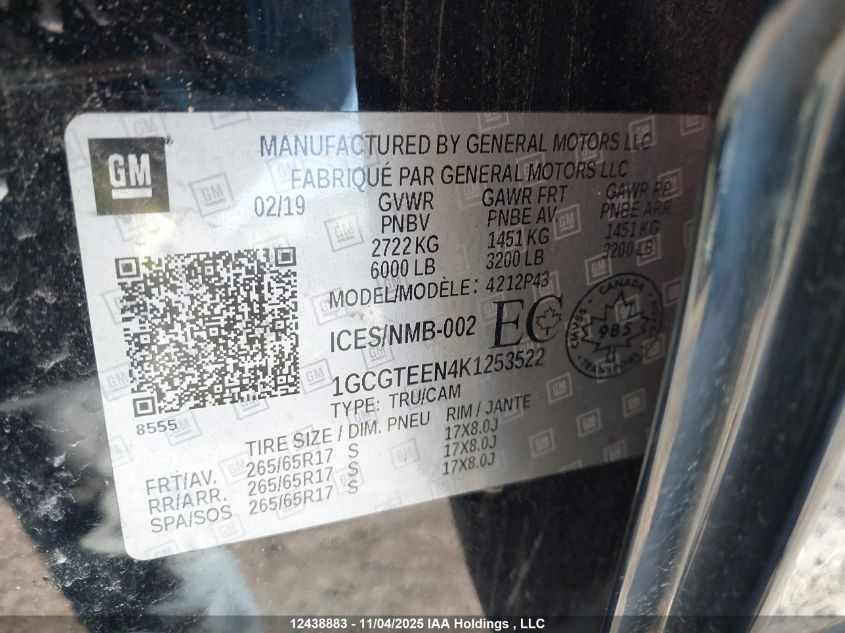 GM
MANUFACTURED BY GENERAL MOTORS LLC
FABRIQUÉ PAR GENERAL MOTORS LLC
02/19
GVWR GAWR FRT GAWR RR
PNBV PNBE AV. PNBE ARR.
2722 KG 1451 KG 1451 KG
6000 LB 3200 LB 3200 LB
MODEL/MODÈLE: 4212P43
ICES/NMB-002 EC
CANADA
985
TRANSPORT
1GCGTEEN4K1253522
TYPE: TRU/CAM
8555
TIRE SIZE / DIM. PNEU RIM / JANTE
FRT/AV. 265/65R17 S 17X8.0J
RR/ARR. 265/65R17 S 17X8.0J
SPA/SOS 265/65R17 S 17X8.0J
12438883 - 11/04/2025 IAA Holdings , LLC